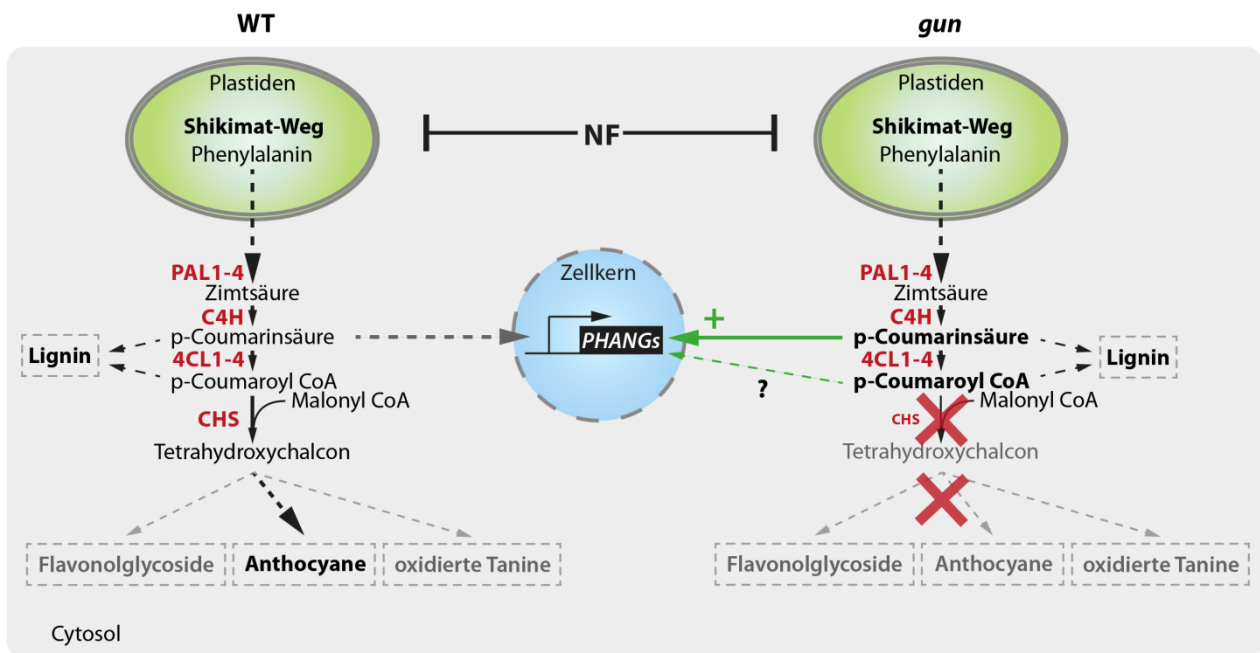 WT
gun
Plastiden
Shikimat-Weg
Phenylalanin
NF
Plastiden
Shikimat-Weg
Phenylalanin
PAL1-4
Zimtsäure
C4H
p-Coumarinsäure
4CL1-4
p-Coumaroyl CoA
Lignin
Malonyl CoA
CHS
Tetrahydroxychalcon
Flavonolglycoside
Anthocyane
oxidierte Tanine
Zellkern
PHANGs
+
?
PAL1-4
Zimtsäure
C4H
p-Coumarinsäure
4CL1-4
p-Coumaroyl CoA
Lignin
Malonyl CoA
CHS
Tetrahydroxychalcon
Flavonolglycoside
Anthocyane
oxidierte Tanine
Cytosol